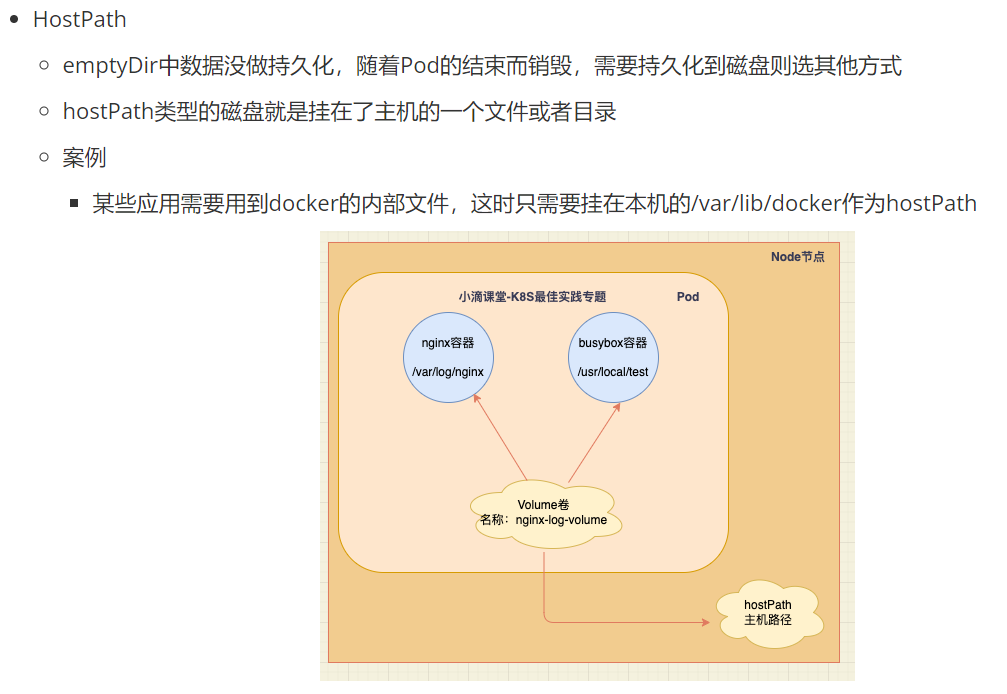 HostPath
emptyDir中数据没做持久化，随着Pod的结束而销毁，需要持久化到磁盘则选其他方式
hostPath类型的磁盘就是挂在了主机的一个文件或者目录
案例
某些应用需要用到docker的内部文件，这时只需要挂在本机的/var/lib/docker作为hostPath
Node节点
小滴课堂-K8S最佳实践专题
Pod
nginx容器
/var/log/nginx
busybox容器
/usr/local/test
Volume卷
名称：nginx-log-volume
hostPath
主机路径